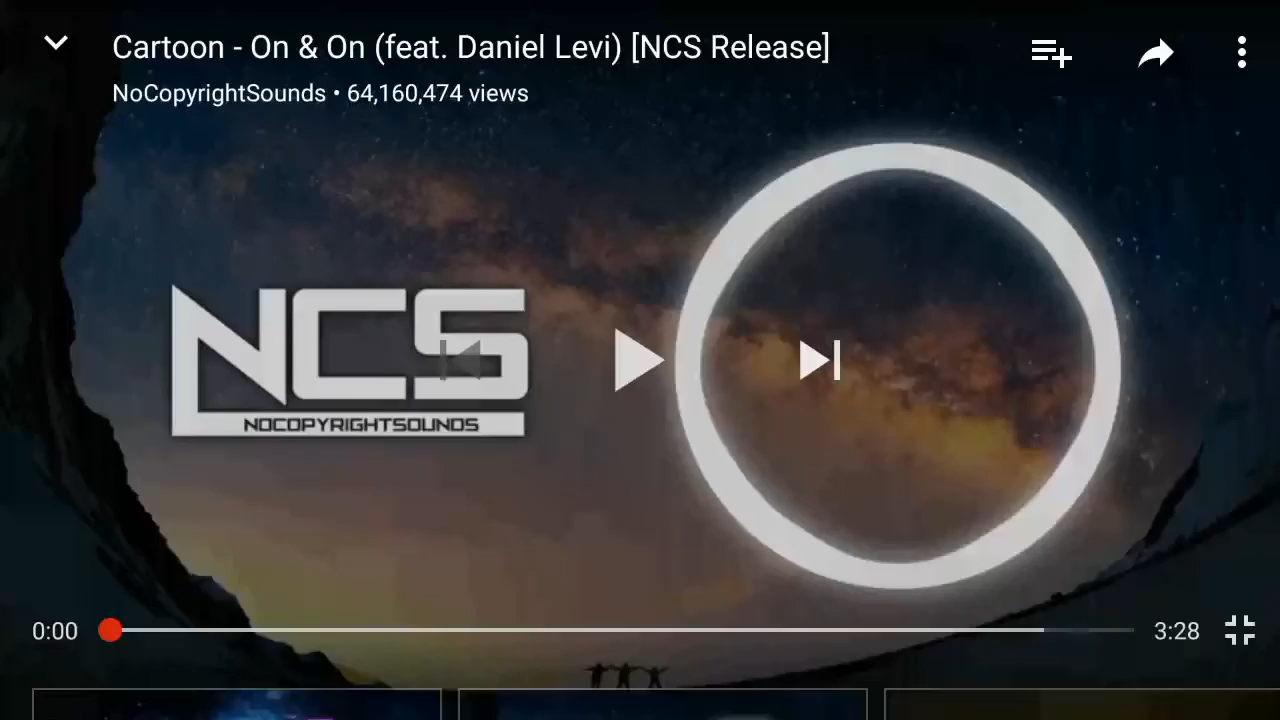 Cartoon - On & On (feat. Daniel Levi) [NCS Release]
NoCopyrightSounds • 64,160,474 views
NCS
NOCOPYRIGHTSOUNDS
0:00
3:28